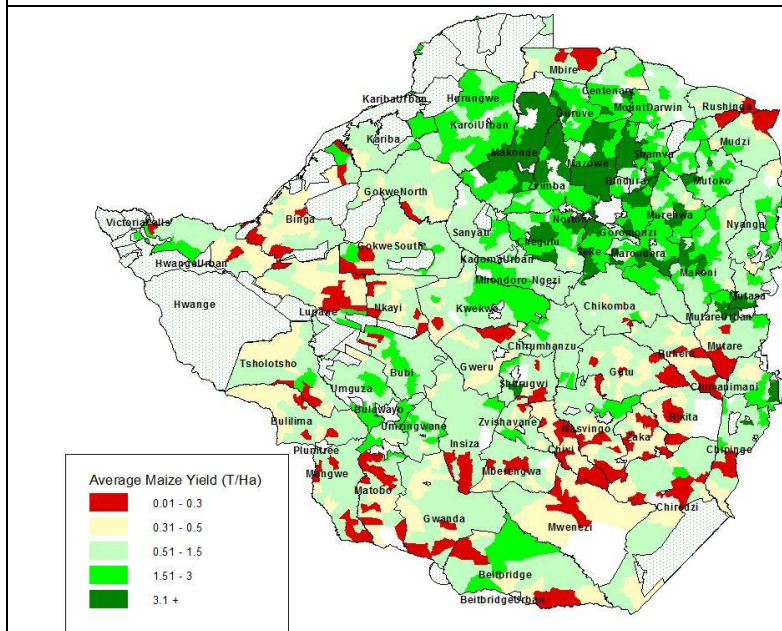 Mbire
Centenary
KaribaUrban
Hurungwe
Guruve
MountDarwin
Rushinga
KaroiUrban
Kariba
Makonde
Mazowe
Shamva
Mudzi
Zvimba
Bindura
Mutoko
GokweNorth
Binga
Murehwa
Nyanga
VictoriaFalls
Norton
Goromonzi
Sanyati
Chegutu
GokweSouth
Seke
Marondera
HwangeUrban
KadomaUrban
Makoni
Mhondoro-Ngezi
Hwange
Mutasa
Lupane
Nkayi
Kwekwe
Chikomba
MutareUrban
Chirumhanzu
Mutare
Tsholotsho
Bubi
Gweru
Gutu
Buhera
Shurugwi
Chimanimani
Umguza
Bulawayo
Bulilima
Umzingwane
Zvishavane
Masvingo
Bikita
Zaka
Insiza
Chivi
Chipinge
Plumtree
Mangwe
Matobo
Mberengwa
Chiredzi
Gwanda
Mwenezi
Beitbridge
BeitbridgeUrban
Average Maize Yield (T/Ha)
0.01 - 0.3
0.31 - 0.5
0.51 - 1.5
1.51 - 3
3.1 +